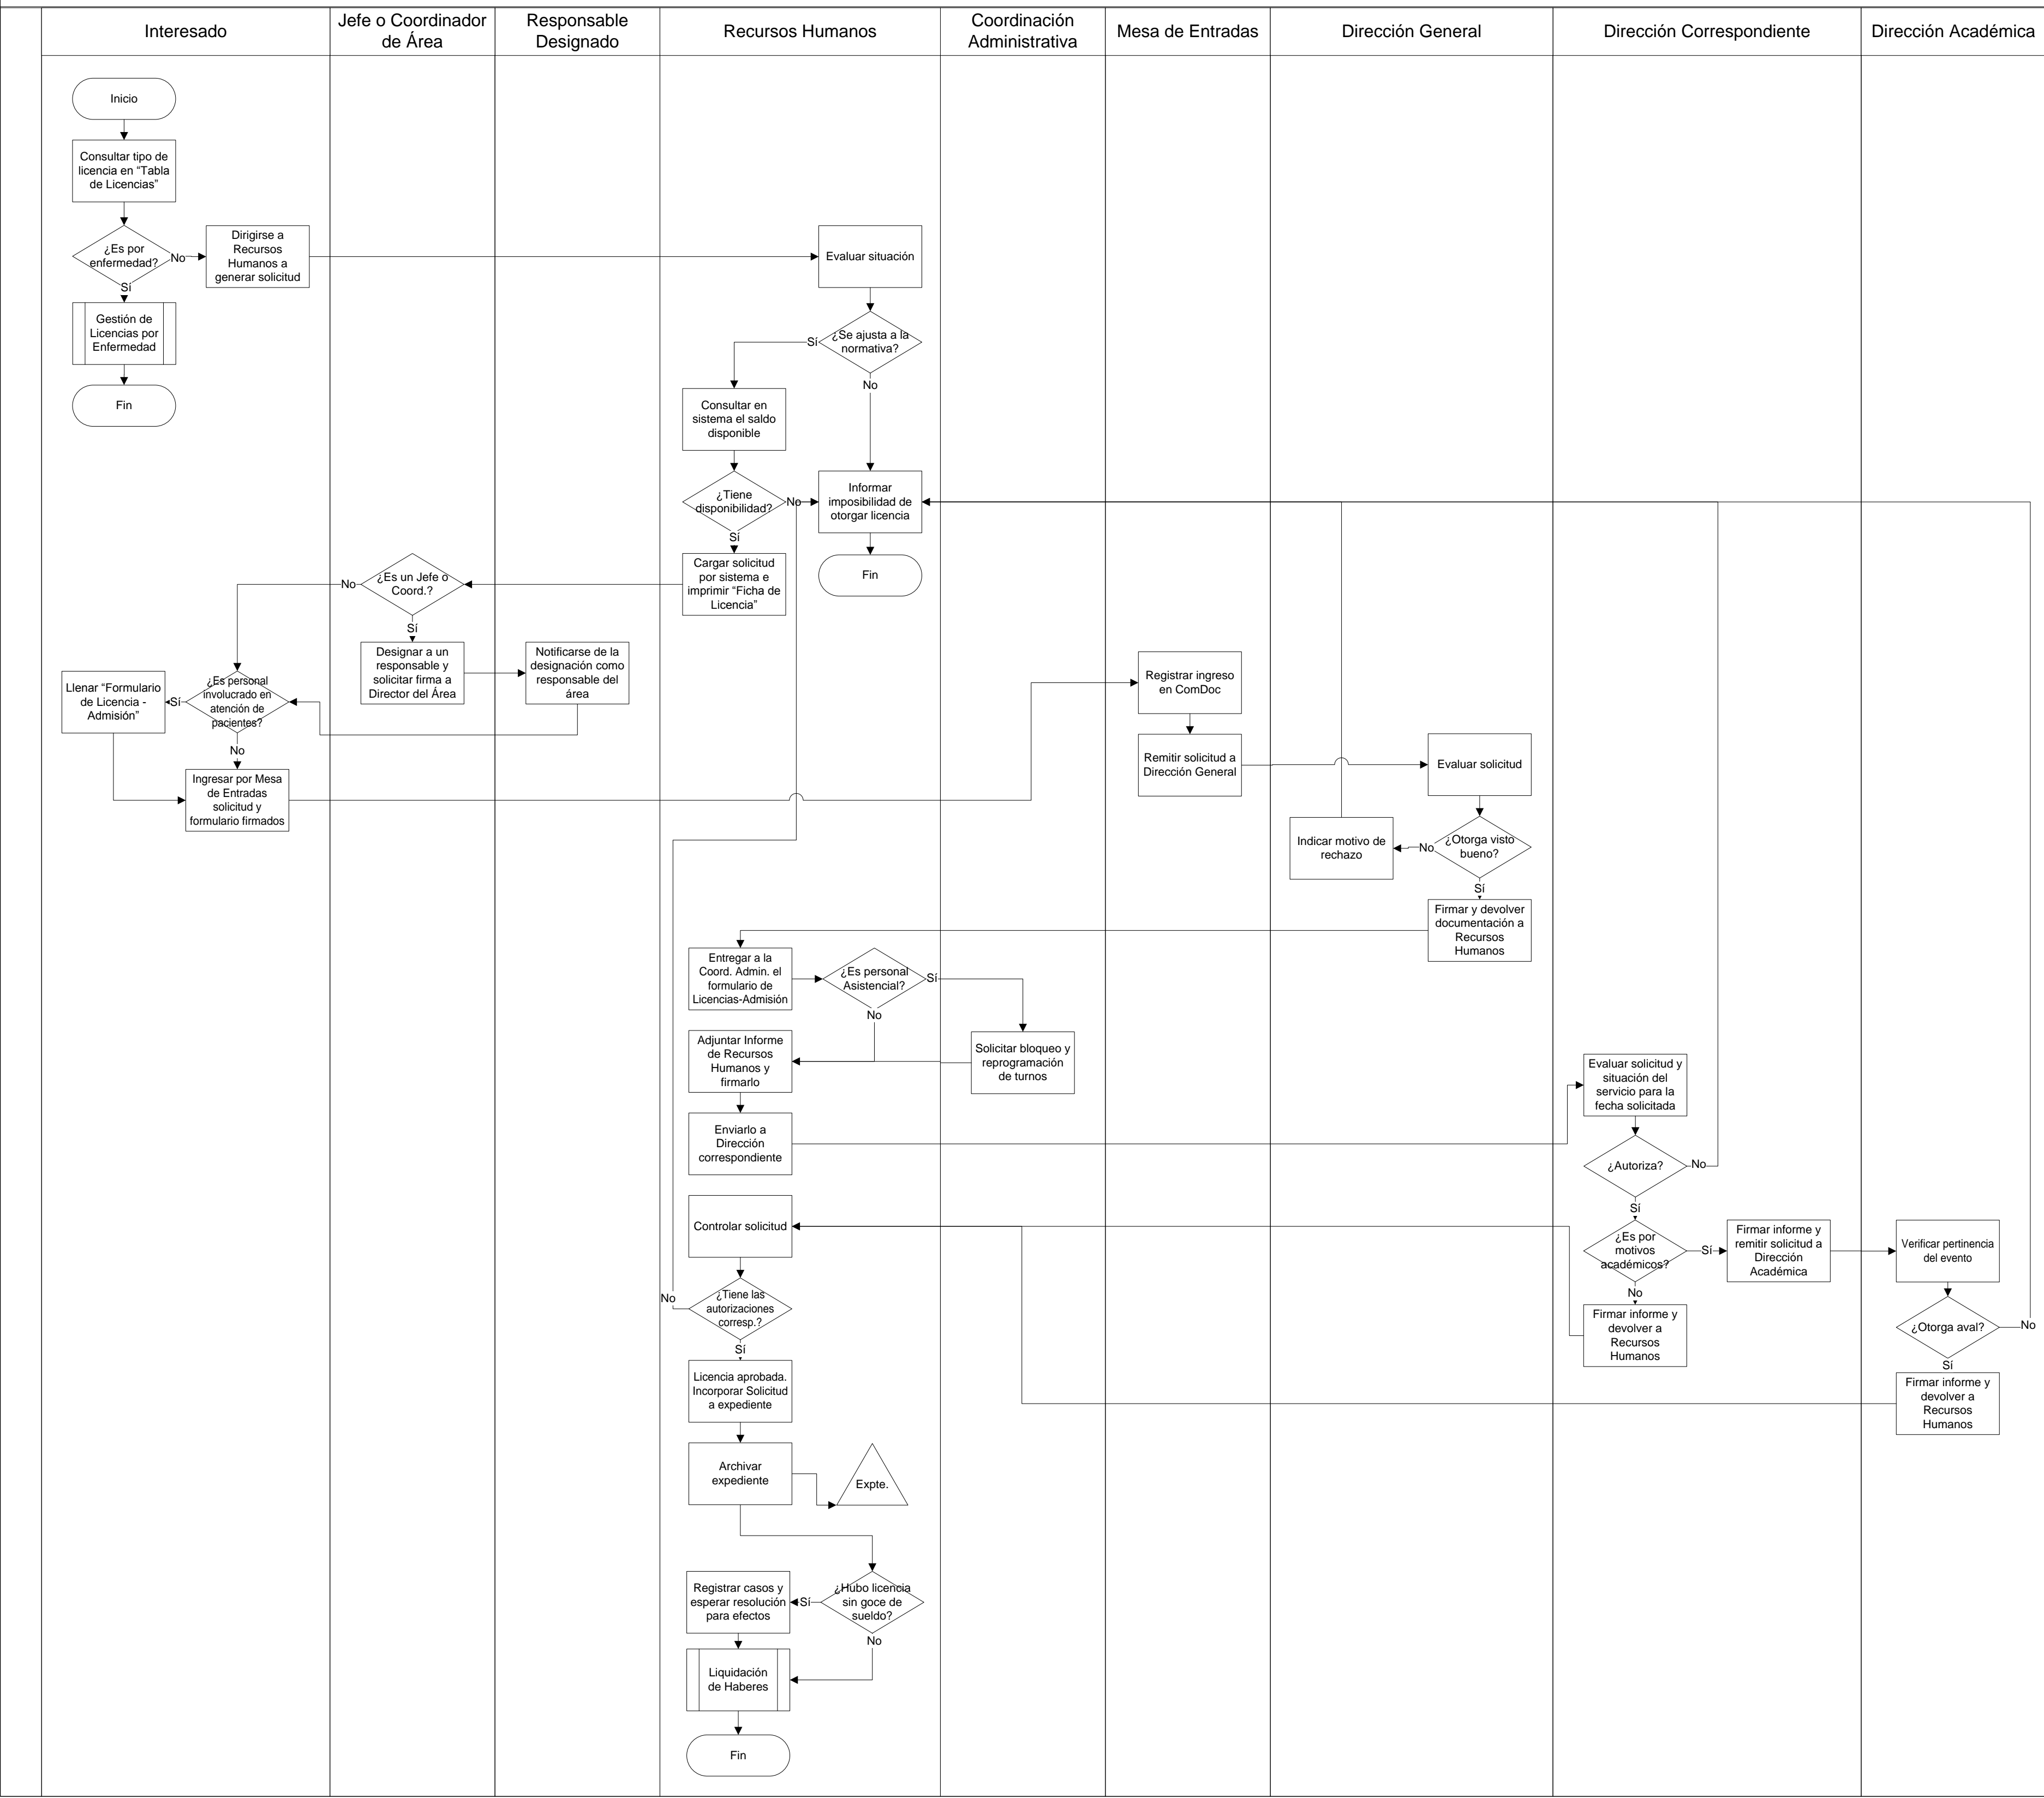 Interesado
Jefe o Coordinador
de Área
Responsable
Designado
Recursos Humanos
Coordinación
Administrativa
Mesa de Entradas
Dirección General
Dirección Correspondiente
Dirección Académica
Inicio
Consultar tipo de
licencia en “Tabla
de Licencias”
¿Es por
enfermedad?
No
Sí
Dirigirse a
Recursos
Humanos a
generar solicitud
Gestión de
Licencias por
Enfermedad
Fin
Evaluar situación
¿Se ajusta a la
normativa?
Sí
No
Consultar en
sistema el saldo
disponible
¿Tiene
disponibilidad?
No
Sí
Informar
imposibilidad de
otorgar licencia
Fin
Cargar solicitud
por sistema e
imprimir “Ficha de
Licencia”
¿Es un Jefe o
Coord.?
No
Sí
Designar a un
responsable y
solicitar firma a
Director del Área
Notificarse de la
designación como
responsable del
área
¿Es personal
involucrado en
atención de
pacientes?
Sí
No
Llenar “Formulario
de Licencia -
Admisión”
Ingresar por Mesa
de Entradas
solicitud y
formulario firmados
Registrar ingreso
en ComDoc
Remitir solicitud a
Dirección General
Evaluar solicitud
¿Otorga visto
bueno?
No
Sí
Indicar motivo de
rechazo
Firmar y devolver
documentación a
Recursos
Humanos
Entregar a la
Coord. Admin. el
formulario de
Licencias-Admisión
¿Es personal
Asistencial?
Sí
No
Solicitar bloqueo y
reprogramación
de turnos
Adjuntar Informe
de Recursos
Humanos y
firmarlo
Enviarlo a
Dirección
correspondiente
Evaluar solicitud y
situación del
servicio para la
fecha solicitada
¿Autoriza?
No
Sí
¿Es por
motivos
académicos?
Sí
No
Firmar informe y
remitir solicitud a
Dirección
Académica
Firmar informe y
devolver a
Recursos
Humanos
Verificar pertinencia
del evento
¿Otorga aval?
No
Sí
Firmar informe y
devolver a
Recursos
Humanos
Controlar solicitud
¿Tiene las
autorizaciones
corresp.?
No
Sí
Licencia aprobada.
Incorporar Solicitud
a expediente
Archivar
expediente
Expte.
¿Hubo licencia
sin goce de
sueldo?
Sí
No
Registrar casos y
esperar resolución
para efectos
Liquidación
de Haberes
Fin